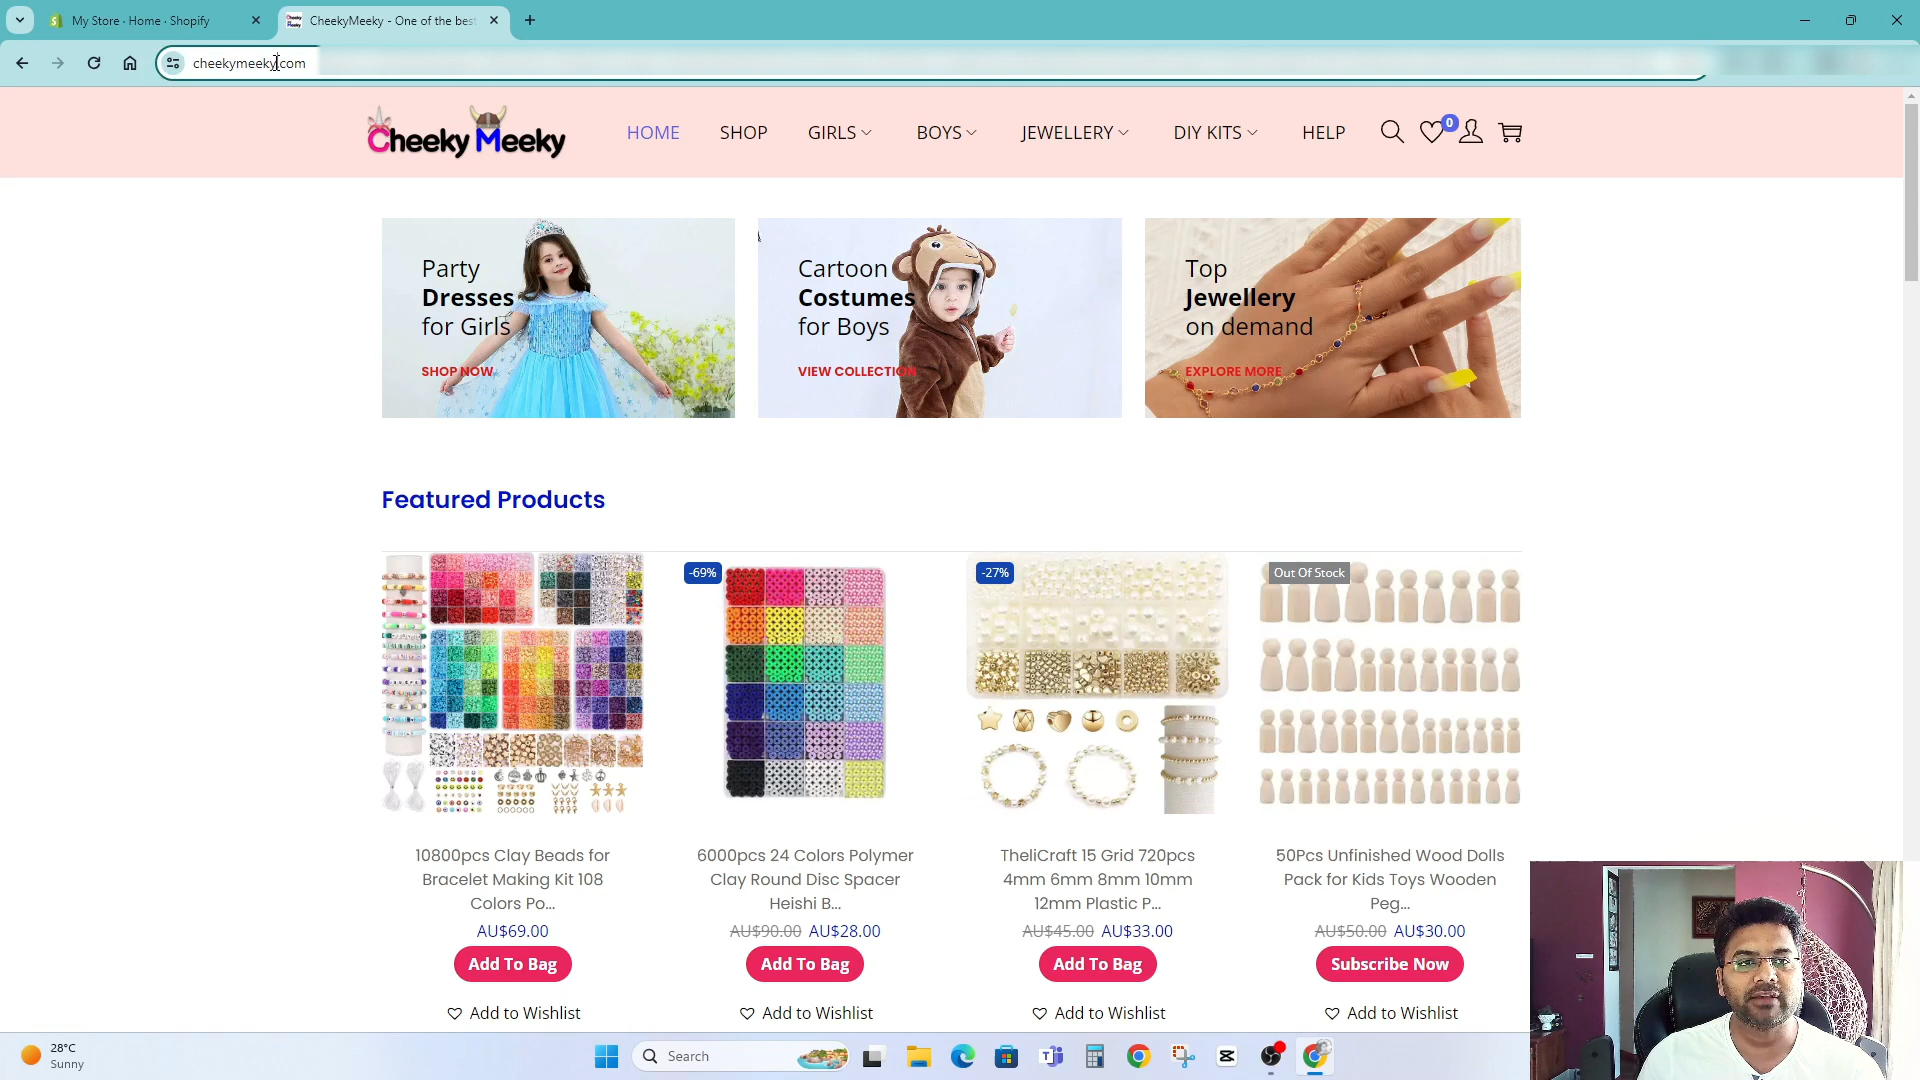 My Store · Home · Shopify
CheekyMeeky - One of the best
cheekymeeky.com
Cheeky Meeky
HOME
SHOP
GIRLS
BOYS
JEWELLERY
DIY KITS
HELP
0
Party
Dresses
for Girls
SHOP NOW
Cartoon
Costumes
for Boys
VIEW COLLECTION
Top
Jewellery
on demand
EXPLORE MORE
Featured Products
-69%
-27%
Out Of Stock
10800pcs Clay Beads for
Bracelet Making Kit 108
Colors Po...
AU$69.00
Add To Bag
Add to Wishlist
6000pcs 24 Colors Polymer
Clay Round Disc Spacer
Heishi B...
AU$90.00 AU$28.00
Add To Bag
Add to Wishlist
TheliCraft 15 Grid 720pcs
4mm 6mm 8mm 10mm
12mm Plastic P...
AU$45.00 AU$33.00
Add To Bag
Add to Wishlist
50Pcs Unfinished Wood Dolls
Pack for Kids Toys Wooden
Peg...
AU$50.00 AU$30.00
Subscribe Now
Add to Wishlist
28°C
Sunny
Search